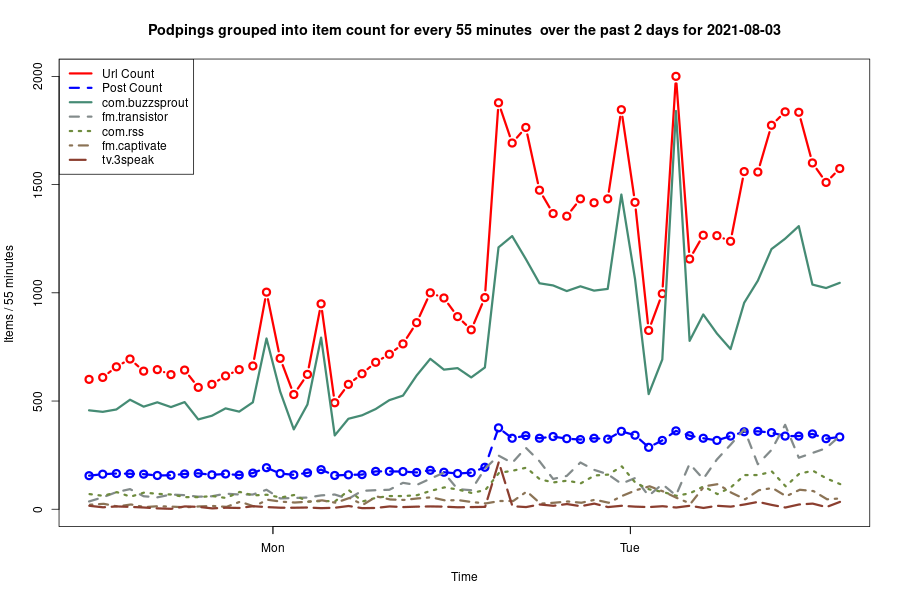 Podpings grouped into item count for every 55 minutes  over the past 2 days for 2021-08-03
Url Count
Post Count
com.buzzsprout
fm.transistor
com.rss
fm.captivate
tv.3speak
2000
1500
1000
500
0
Items / 55 minutes
Mon
Tue
Time